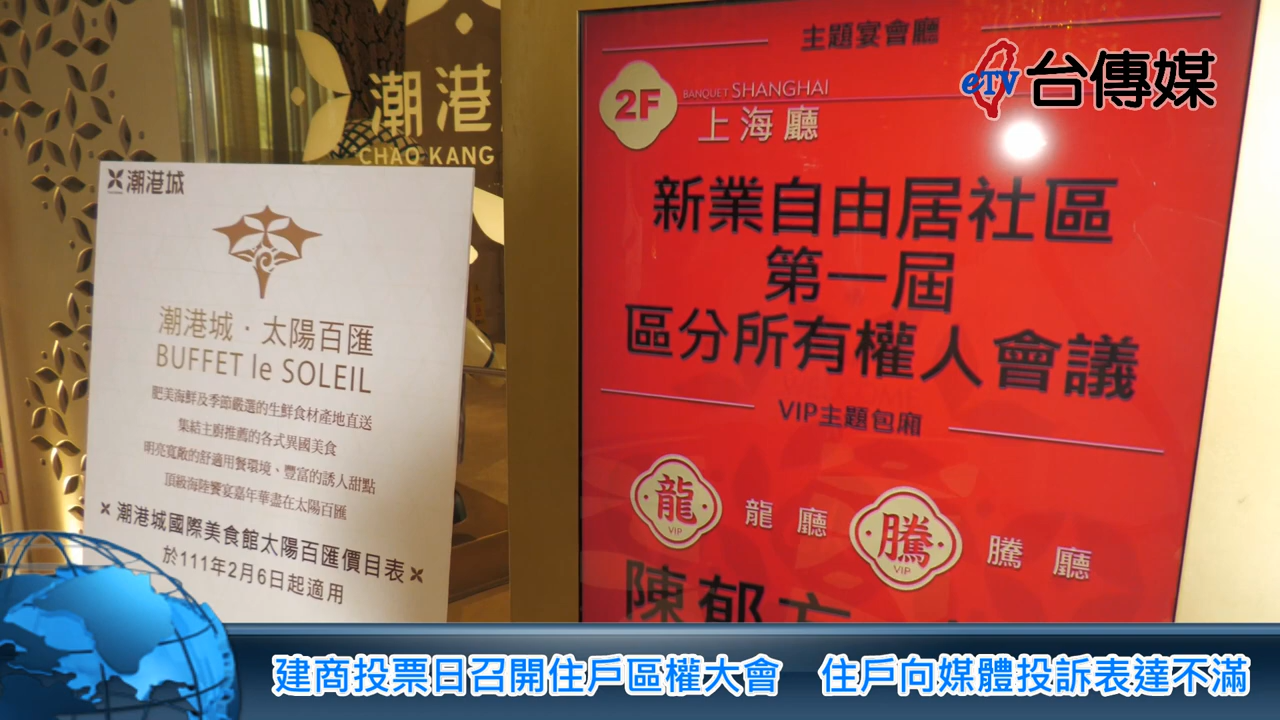 潮港
CHAO KANG
潮港城
潮港城．太陽百匯
BUFFET le SOLEIL
肥美海鮮及季節嚴選的生鮮食材產地直送
集結主廚推薦的各式異國美食
明亮寬敞的舒適用餐環境、豐富的誘人甜點
頂級海陸饗宴嘉年華盡在太陽百匯
潮港城國際美食館太陽百匯價目表
於111年2月6日起適用
主題宴會廳
2F
BANQUET SHANGHAI
上海廳
新業自由居社區
第一屆
區分所有權人會議
VIP主題包廂
龍
VIP
龍廳
騰
VIP
騰廳
陳郁
eTV 台傳媒
建商投票日召開住戶區權大會　住戶向媒體投訴表達不滿